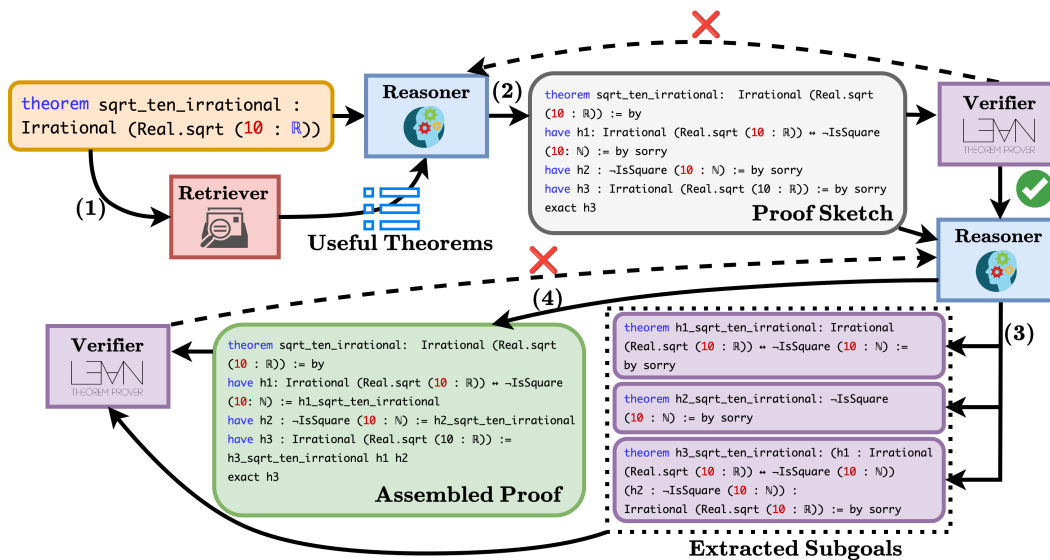 theorem sqrt_ten_irrational :
Irrational (Real.sqrt (10 : ℝ))
(1)
Retriever
Useful Theorems
Reasoner
(2)
theorem sqrt_ten_irrational: Irrational (Real.sqrt
(10 : ℝ)) := by
have h1: Irrational (Real.sqrt (10 : ℝ)) ↔ ¬IsSquare
(10: ℕ) := by sorry
have h2 : ¬IsSquare (10 : ℕ) := by sorry
have h3 : Irrational (Real.sqrt (10 : ℝ)) := by sorry
exact h3
Proof Sketch
Verifier
L∃∀N
THEOREM PROVER
Reasoner
(3)
theorem h1_sqrt_ten_irrational: Irrational
(Real.sqrt (10 : ℝ)) ↔ ¬IsSquare (10 : ℕ) :=
by sorry
theorem h2_sqrt_ten_irrational: ¬IsSquare
(10 : ℕ) := by sorry
theorem h3_sqrt_ten_irrational: (h1 : Irrational
(Real.sqrt (10 : ℝ)) ↔ ¬IsSquare (10 : ℕ))
(h2 : ¬IsSquare (10 : ℕ)) :
Irrational (Real.sqrt (10 : ℝ)) := by sorry
Extracted Subgoals
(4)
theorem sqrt_ten_irrational: Irrational (Real.sqrt
(10 : ℝ)) := by
have h1: Irrational (Real.sqrt (10 : ℝ)) ↔ ¬IsSquare
(10: ℕ) := h1_sqrt_ten_irrational
have h2 : ¬IsSquare (10 : ℕ) := h2_sqrt_ten_irrational
have h3 : Irrational (Real.sqrt (10 : ℝ)) :=
h3_sqrt_ten_irrational h1 h2
exact h3
Assembled Proof
Verifier
L∃∀N
THEOREM PROVER